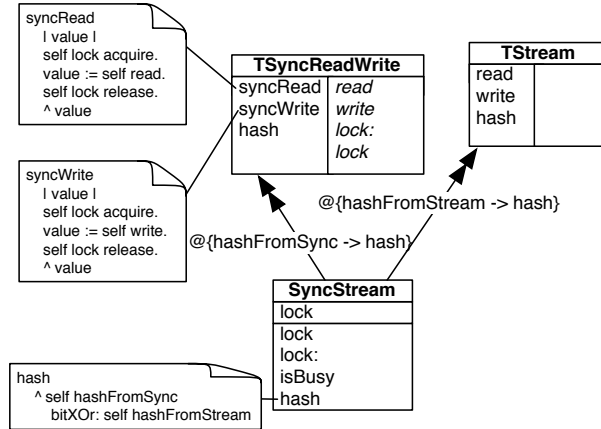 syncRead
| value |
self lock acquire.
value := self read.
self lock release.
^ value
syncWrite
| value |
self lock acquire.
value := self write.
self lock release.
^ value
TSyncReadWrite
syncRead
syncWrite
hash
read
write
lock:
lock
TStream
read
write
hash
@{hashFromStream -> hash}
@{hashFromSync -> hash}
SyncStream
lock
lock
lock:
isBusy
hash
hash
^ self hashFromSync
bitXOr: self hashFromStream